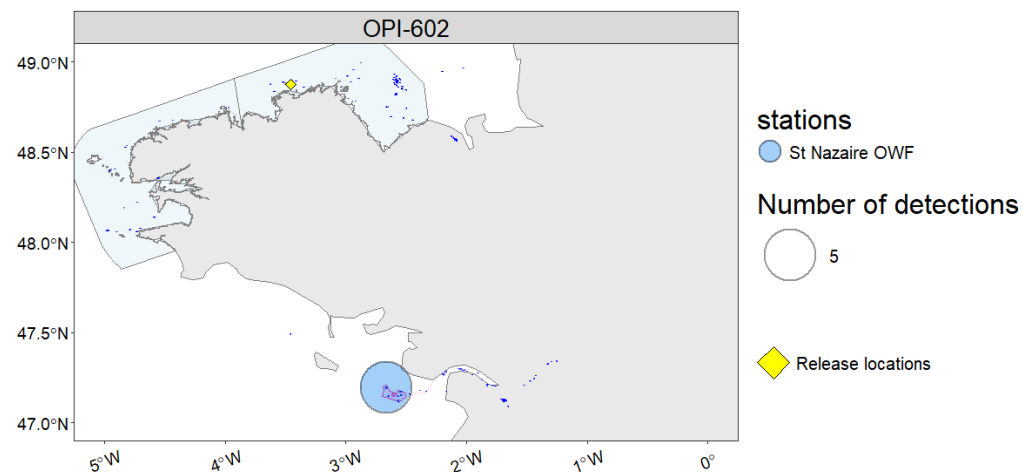 OPI-602
49.0°N
48.5°N
48.0°N
47.5°N
47.0°N
5°W
4°W
3°W
2°W
1°W
0°
stations
St Nazaire OWF
Number of detections
5
Release locations